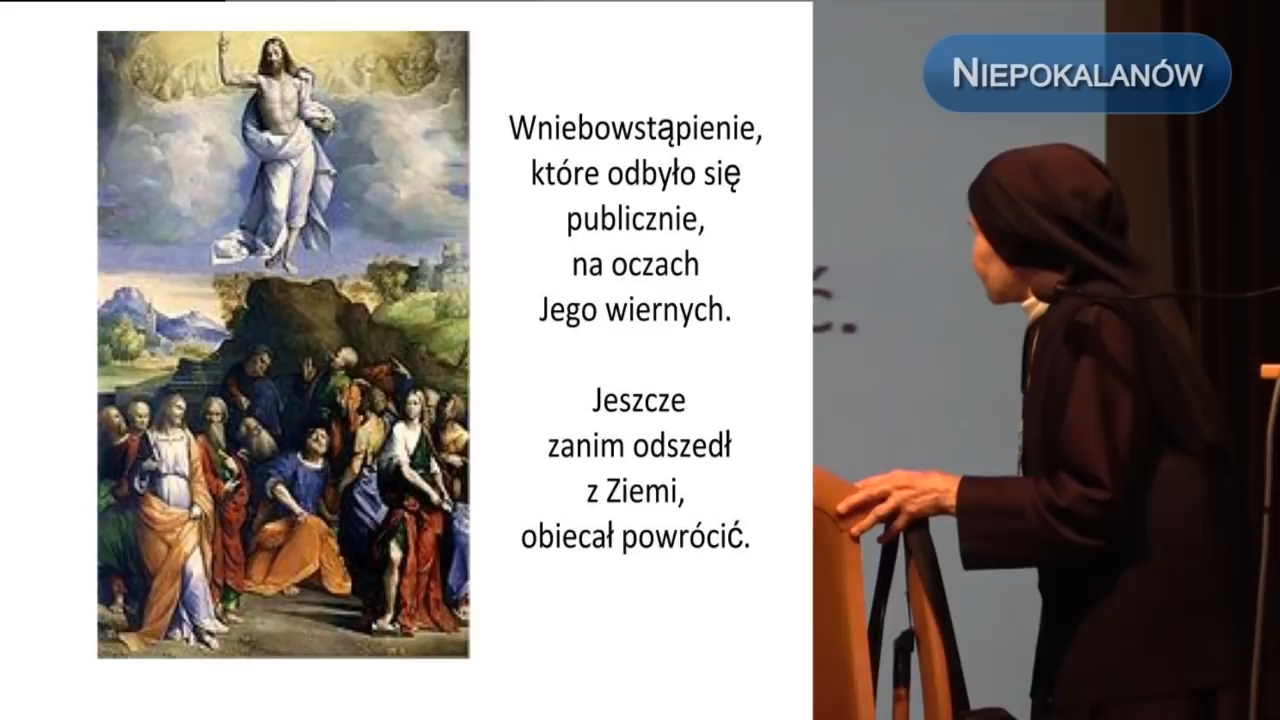 Wniebowstąpienie,
które odbyło się
publicznie,
na oczach
Jego wiernych.
Jeszcze
zanim odszedł
z Ziemi,
obiecał powrócić.
NIEPOKALANÓW